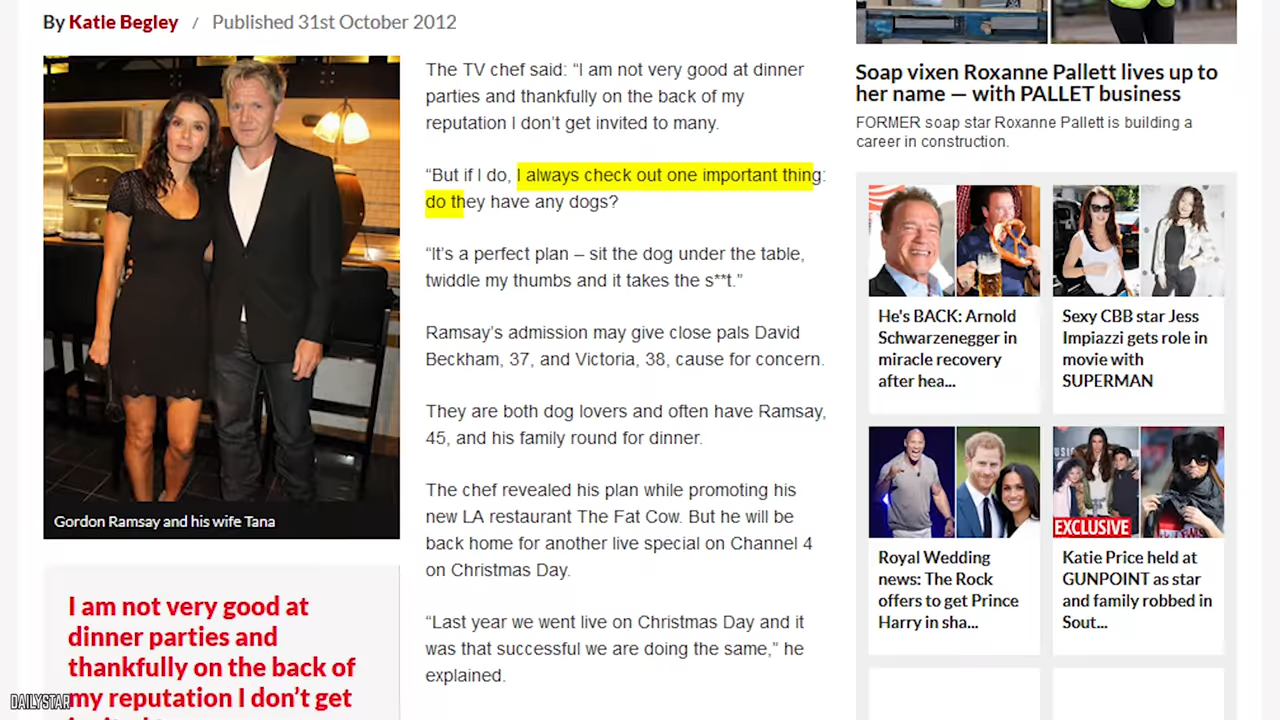 By Katie Begley / Published 31st October 2012
Gordon Ramsay and his wife Tana
I am not very good at
dinner parties and
thankfully on the back of
my reputation I don't get
The TV chef said: “I am not very good at dinner
parties and thankfully on the back of my
reputation I don’t get invited to many.
“But if I do, I always check out one important thing:
do they have any dogs?
“It’s a perfect plan – sit the dog under the table,
twiddle my thumbs and it takes the s**t.”
Ramsay’s admission may give close pals David
Beckham, 37, and Victoria, 38, cause for concern.
They are both dog lovers and often have Ramsay,
45, and his family round for dinner.
The chef revealed his plan while promoting his
new LA restaurant The Fat Cow. But he will be
back home for another live special on Channel 4
on Christmas Day.
“Last year we went live on Christmas Day and it
was that successful we are doing the same,” he
explained.
Soap vixen Roxanne Pallett lives up to
her name — with PALLET business
FORMER soap star Roxanne Pallett is building a
career in construction.
He's BACK: Arnold
Schwarzenegger in
miracle recovery
after hea...
Sexy CBB star Jess
Impiazzi gets role in
movie with
SUPERMAN
Royal Wedding
news: The Rock
offers to get Prince
Harry in sha...
EXCLUSIVE
Katie Price held at
GUNPOINT as star
and family robbed in
Sout...
DAILYSTAR